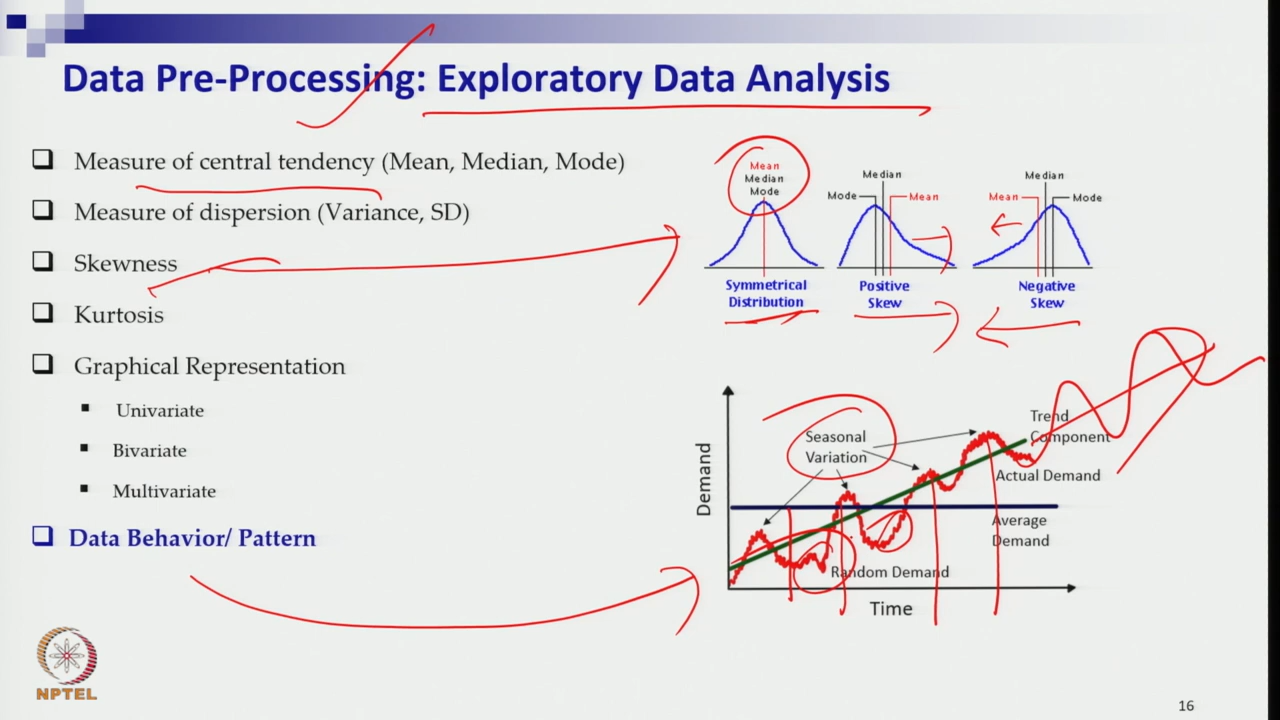 Data Pre-Processing: Exploratory Data Analysis
Measure of central tendency (Mean, Median, Mode)
Measure of dispersion (Variance, SD)
Skewness
Kurtosis
Graphical Representation
Univariate
Bivariate
Multivariate
Data Behavior/ Pattern
Mean
Median
Mode
Symmetrical
Distribution
Median
Mode
Mean
Positive
Skew
Median
Mean
Mode
Negative
Skew
Demand
Seasonal
Variation
Trend
Component
Actual Demand
Average
Demand
Random Demand
Time
NPTEL
16